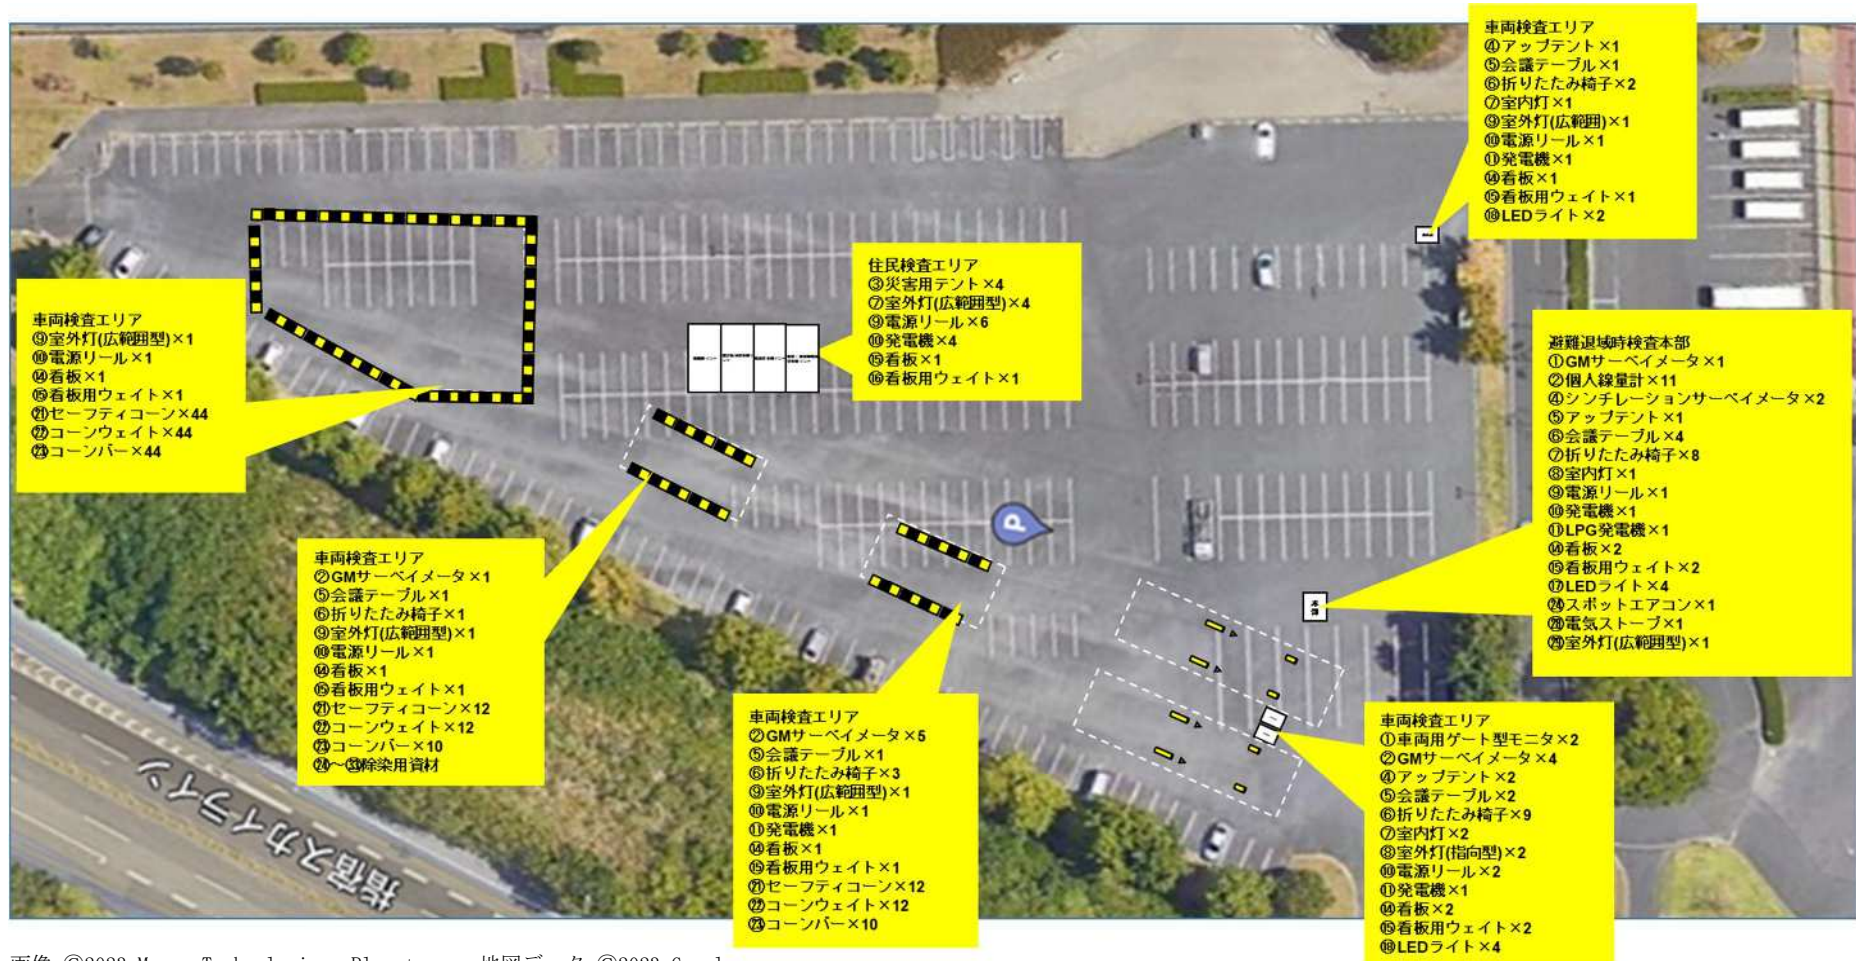 車両検査エリア
④アップテント×1
⑤会議テーブル×1
⑥折りたたみ椅子×2
⑦室内灯×1
⑨室外灯(広範囲)×1
⑩電源リール×1
⑪発電機×1
⑭看板×1
⑮看板用ウェイト×1
⑱LEDライト×2
住民検査エリア
③災害用テント×4
⑦室外灯(広範囲型)×4
⑨電源リール×6
⑩発電機×4
⑮看板×1
⑯看板用ウェイト×1
車両検査エリア
⑨室外灯(広範囲型)×1
⑩電源リール×1
⑭看板×1
⑮看板用ウェイト×1
㉑セーフティコーン×44
㉒コーンウェイト×44
㉓コーンバー×44
避難退域時検査本部
①GMサーベイメータ×1
②個人線量計×11
④シンチレーションサーベイメータ×2
⑤アップテント×1
⑥会議テーブル×4
⑦折りたたみ椅子×8
⑧室内灯×1
⑨電源リール×1
⑩発電機×1
⑪LPG発電機×1
⑭看板×2
⑮看板用ウェイト×2
⑰LEDライト×4
スポットエアコン×1
電気ストーブ×1
室外灯(広範囲型)×1
P
本部
車両検査エリア
②GMサーベイメータ×1
⑤会議テーブル×1
⑥折りたたみ椅子×1
⑨室外灯(広範囲型)×1
⑩電源リール×1
⑭看板×1
⑮看板用ウェイト×1
㉑セーフティコーン×12
㉒コーンウェイト×12
㉓コーンバー×10
㉔～㉝除染用資材
車両検査エリア
②GMサーベイメータ×5
⑤会議テーブル×1
⑥折りたたみ椅子×3
⑨室外灯(広範囲型)×1
⑩電源リール×1
⑪発電機×1
⑭看板×1
⑮看板用ウェイト×1
㉑セーフティコーン×12
㉒コーンウェイト×12
㉓コーンバー×10
車両検査エリア
①車両用ゲート型モニタ×2
②GMサーベイメータ×4
④アップテント×2
⑤会議テーブル×2
⑥折りたたみ椅子×9
⑦室内灯×2
⑧室外灯(指向型)×2
⑩電源リール×2
⑪発電機×1
⑭看板×2
⑮看板用ウェイト×2
⑱LEDライト×4
指宿スカイライン